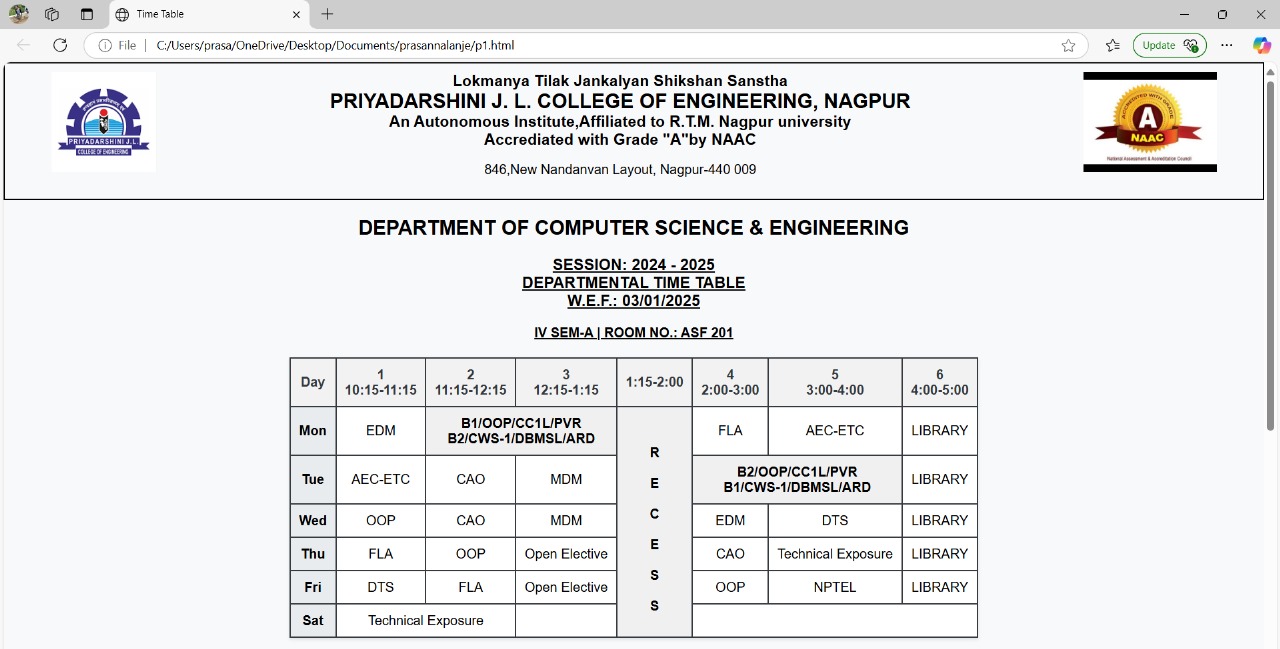 Time Table
File
C:/Users/prasa/OneDrive/Desktop/Documents/prasannalanje/p1.html
Update
Lokmanya Tilak Jankalyan Shikshan Sanstha
PRIYADARSHINI J. L. COLLEGE OF ENGINEERING, NAGPUR
An Autonomous Institute,Affiliated to R.T.M. Nagpur university
Accrediated with Grade "A"by NAAC
846,New Nandanvan Layout, Nagpur-440 009
PRIYADARSHINI J.L.
COLLEGE OF ENGINEERING
ACCREDITED WITH GRADE
A
NAAC
National Assessment & Accreditation Council
DEPARTMENT OF COMPUTER SCIENCE & ENGINEERING
SESSION: 2024 - 2025
DEPARTMENTAL TIME TABLE
W.E.F.: 03/01/2025
IV SEM-A | ROOM NO.: ASF 201
Day 1 10:15-11:15 2 11:15-12:15 3 12:15-1:15 1:15-2:00 4 2:00-3:00 5 3:00-4:00 6 4:00-5:00
Mon EDM B1/OOP/CC1L/PVR B2/CWS-1/DBMSL/ARD FLA AEC-ETC LIBRARY
Tue AEC-ETC CAO MDM B2/OOP/CC1L/PVR B1/CWS-1/DBMSL/ARD LIBRARY
Wed OOP CAO MDM EDM DTS LIBRARY
Thu FLA OOP Open Elective CAO Technical Exposure LIBRARY
Fri DTS FLA Open Elective OOP NPTEL LIBRARY
Sat Technical Exposure
R
E
C
E
S
S